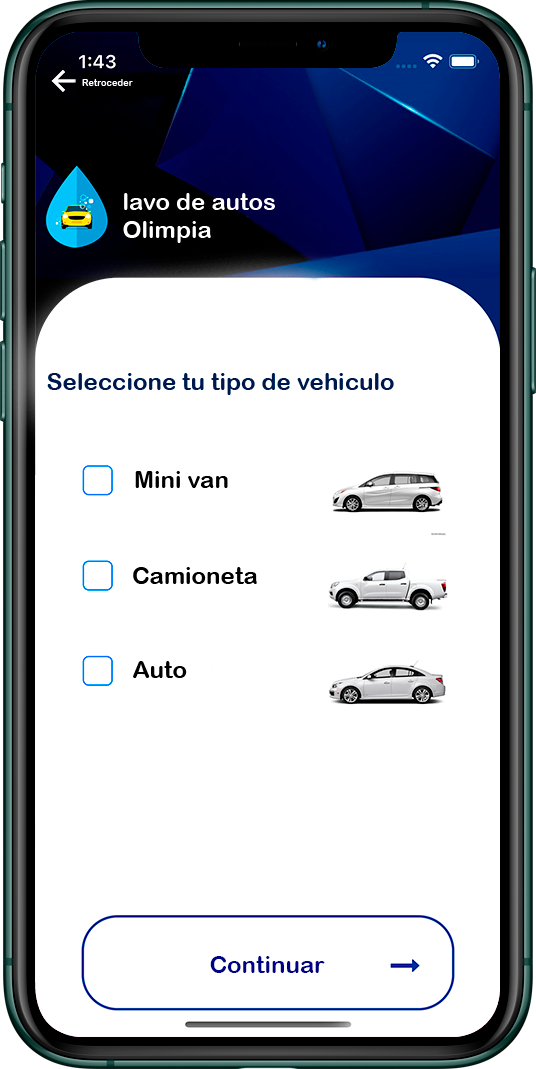 1:43
Retroceder
lavo de autos
Olimpia
Seleccione tu tipo de vehiculo
Mini van
Camioneta
Auto
Continuar